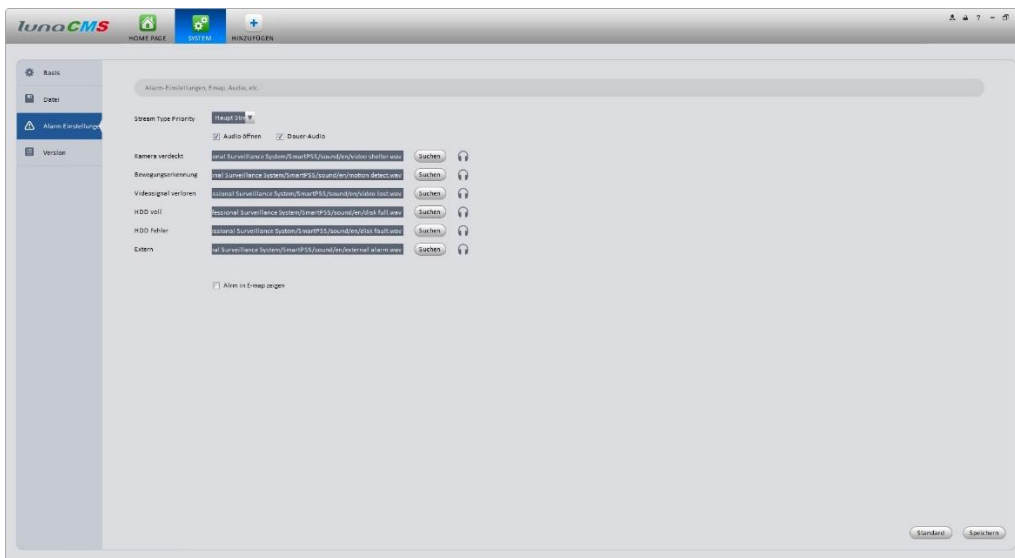 lunaCMS
HOME PAGE
SYSTEM
HINZUFÜGEN
?
Basis
Datei
Alarm Einstellunge
Version
Alarm-Einstellungen, Emap, Audio, etc.
Stream Type Priority Haupt Stre
Audio öffnen Dauer-Audio
Kamera verdeckt onal Surveillance System/SmartPSS/sound/en/video shelter.wav Suchen
Bewegungserkennung onal Surveillance System/SmartPSS/sound/en/motion detect.wav Suchen
Videosignal verloren essional Surveillance System/SmartPSS/sound/en/video lost.wav Suchen
HDD voll fessional Surveillance System/SmartPSS/sound/en/disk full.wav Suchen
HDD Fehler essional Surveillance System/SmartPSS/sound/en/disk fault.wav Suchen
Extern nal Surveillance System/SmartPSS/sound/en/external alarm.wav Suchen
Alrm in E-map zeigen
Standard Speichern